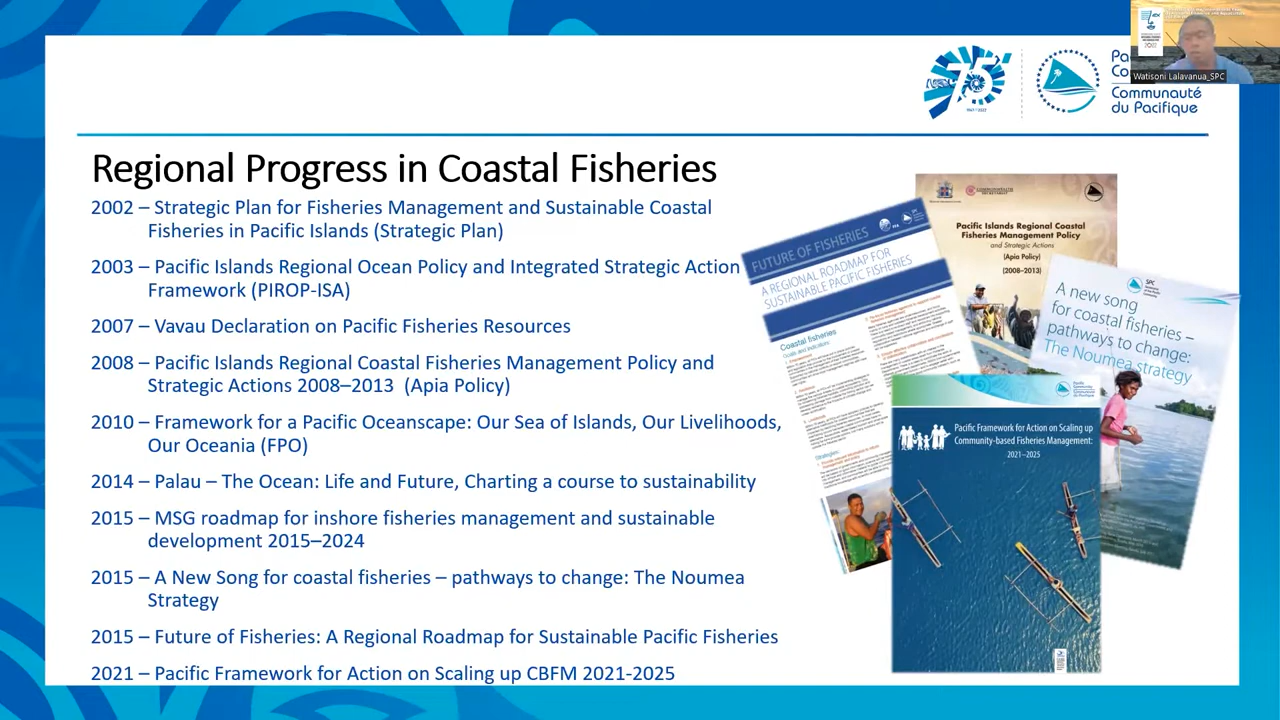 75
Pa
Co
Communauté
du Pacifique
Watisoni Lalavanua_SPC
Regional Progress in Coastal Fisheries
2002 – Strategic Plan for Fisheries Management and Sustainable Coastal
Fisheries in Pacific Islands (Strategic Plan)
2003 – Pacific Islands Regional Ocean Policy and Integrated Strategic Action
Framework (PIROP-ISA)
2007 – Vavau Declaration on Pacific Fisheries Resources
2008 – Pacific Islands Regional Coastal Fisheries Management Policy and
Strategic Actions 2008–2013 (Apia Policy)
2010 – Framework for a Pacific Oceanscape: Our Sea of Islands, Our Livelihoods,
Our Oceania (FPO)
2014 – Palau – The Ocean: Life and Future, Charting a course to sustainability
2015 – MSG roadmap for inshore fisheries management and sustainable
development 2015–2024
2015 – A New Song for coastal fisheries – pathways to change: The Noumea
Strategy
2015 – Future of Fisheries: A Regional Roadmap for Sustainable Pacific Fisheries
2021 – Pacific Framework for Action on Scaling up CBFM 2021-2025
FUTURE OF FISHERIES
A REGIONAL ROADMAP FOR
SUSTAINABLE PACIFIC FISHERIES
Coastal fisheries
Goals and Indicators
Strategies
Pacific Islands Regional Coastal
Fisheries Management Policy
and Strategic Actions
(Apia Policy)
(2008–2013)
SPC
A new song
for coastal fisheries –
pathways to change:
The Noumea strategy
Pacific Framework for Action on Scaling up
Community-based Fisheries Management:
2021–2025